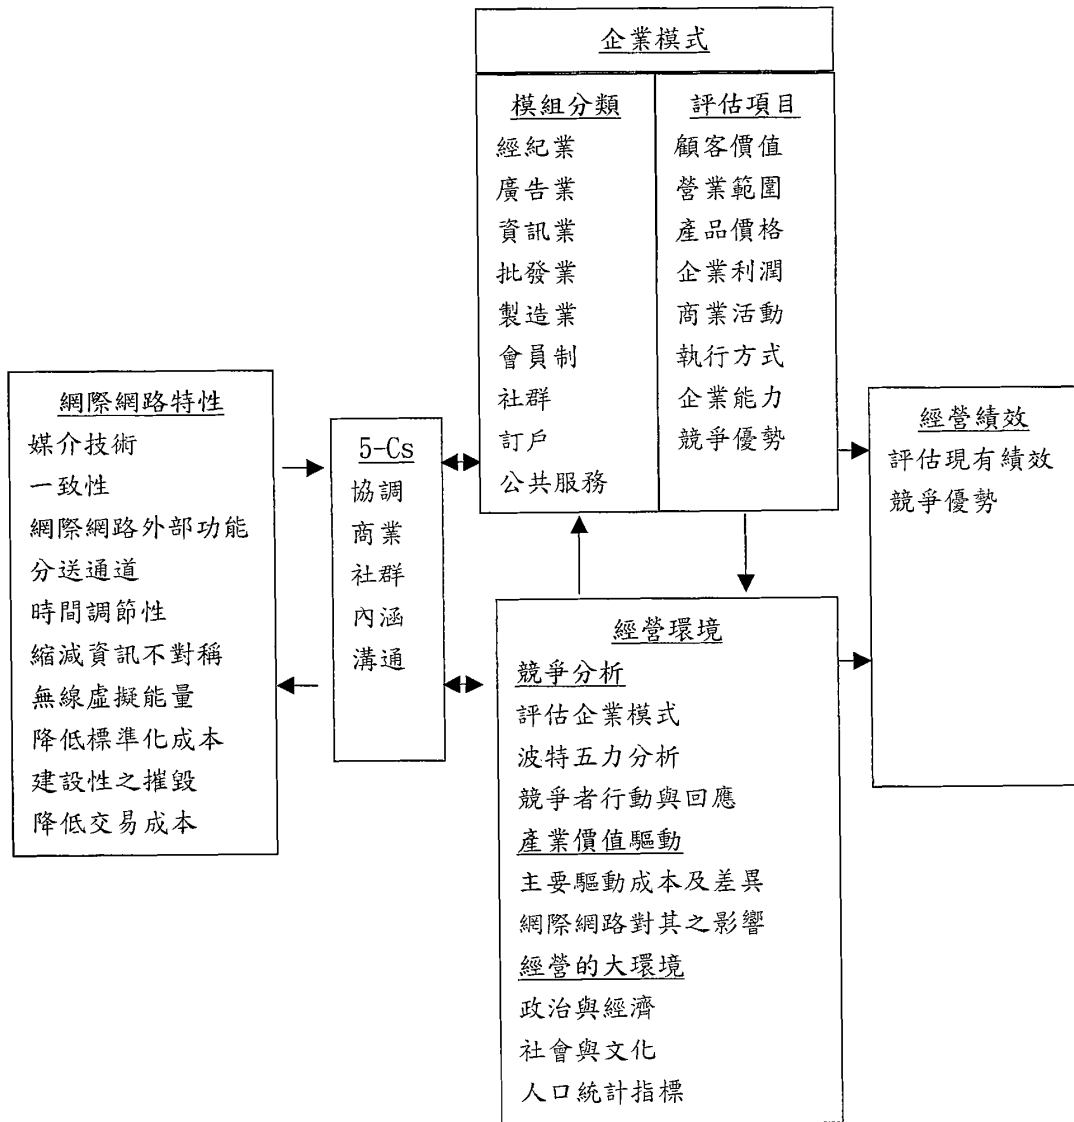 企業模式
模組分類
經紀業
廣告業
資訊業
批發業
製造業
會員制
社群
訂戶
公共服務
評估項目
顧客價值
營業範圍
產品價格
企業利潤
商業活動
執行方式
企業能力
競爭優勢
網際網路特性
媒介技術
一致性
網際網路外部功能
分送通道
時間調節性
縮減資訊不對稱
無線虛擬能量
降低標準化成本
建設性之摧毀
降低交易成本
5-Cs
協調
商業
社群
內涵
溝通
經營績效
評估現有績效
競爭優勢
經營環境
競爭分析
評估企業模式
波特五力分析
競爭者行動與回應
產業價值驅動
主要驅動成本及差異
網際網路對其之影響
經營的大環境
政治與經濟
社會與文化
人口統計指標